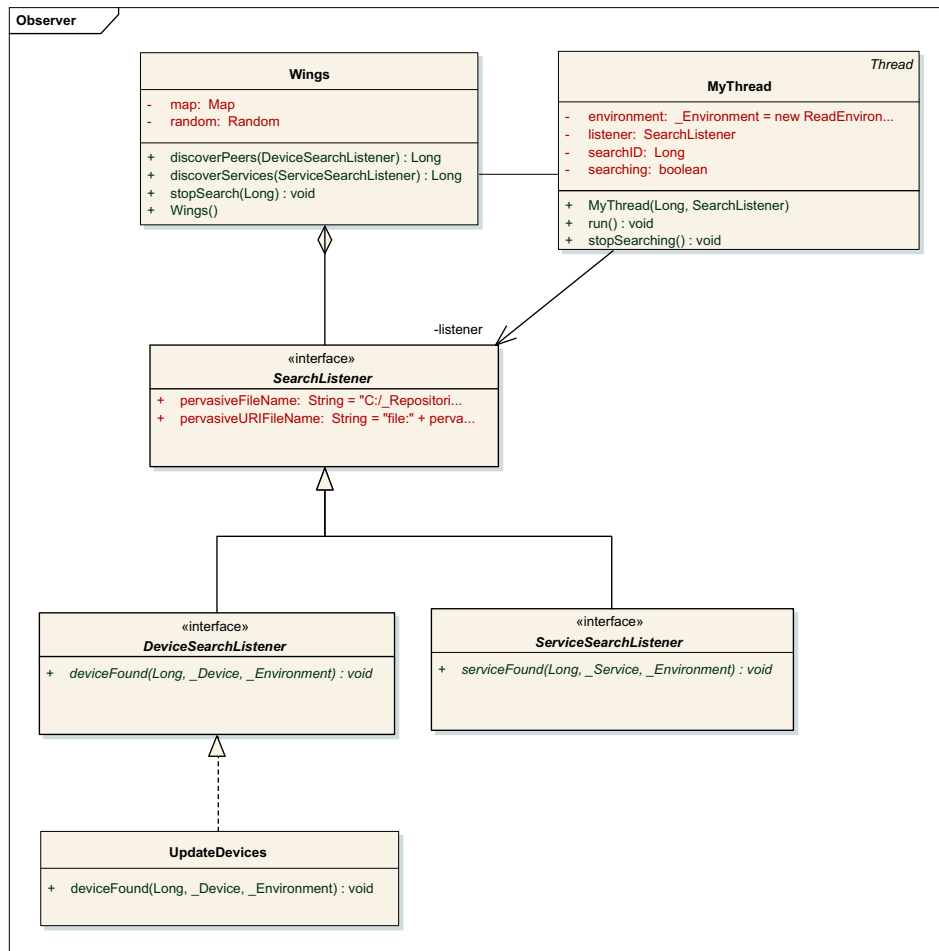 Observer
Wings
- map: Map
- random: Random
+ discoverPeers(DeviceSearchListener) : Long
+ discoverServices(ServiceSearchListener) : Long
+ stopSearch(Long) : void
+ Wings()
Thread
MyThread
- environment: _Environment = new ReadEnviron...
- listener: SearchListener
- searchID: Long
- searching: boolean
+ MyThread(Long, SearchListener)
+ run() : void
+ stopSearching() : void
-listener
«interface»
SearchListener
+ pervasiveFileName: String = "C:/_Repositori...
+ pervasiveURIFileName: String = "file:" + perva...
«interface»
DeviceSearchListener
+ deviceFound(Long, _Device, _Environment) : void
«interface»
ServiceSearchListener
+ serviceFound(Long, _Service, _Environment) : void
UpdateDevices
+ deviceFound(Long, _Device, _Environment) : void